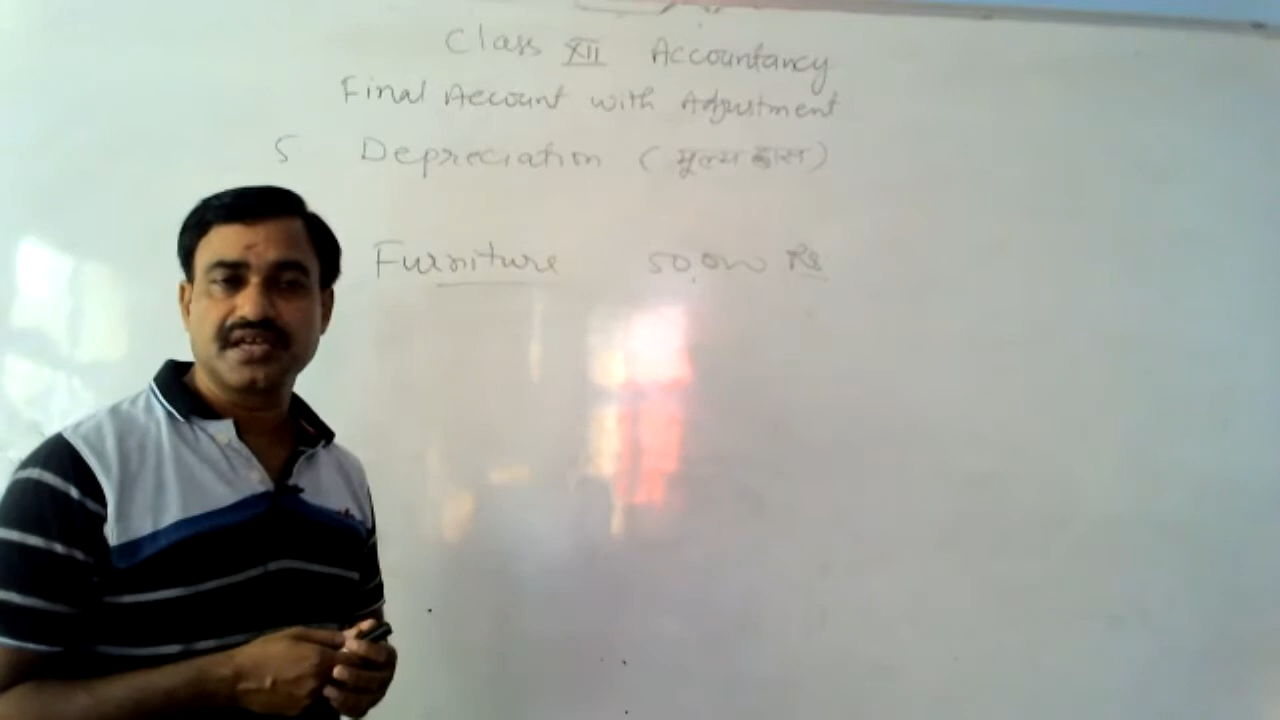 Class XII Accountancy
Final Account with Adjustment
5 Depreciation (मूल्य ह्रास)
Furniture 50,000 Rs